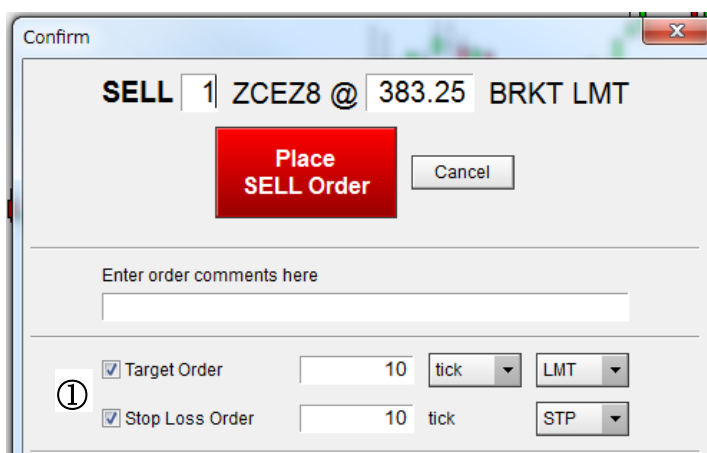 Confirm
SELL 1 ZCEZ8 @ 383.25 BRKT LMT
Place
SELL Order
Cancel
Enter order comments here
① Target Order 10 tick LMT
Stop Loss Order 10 tick STP